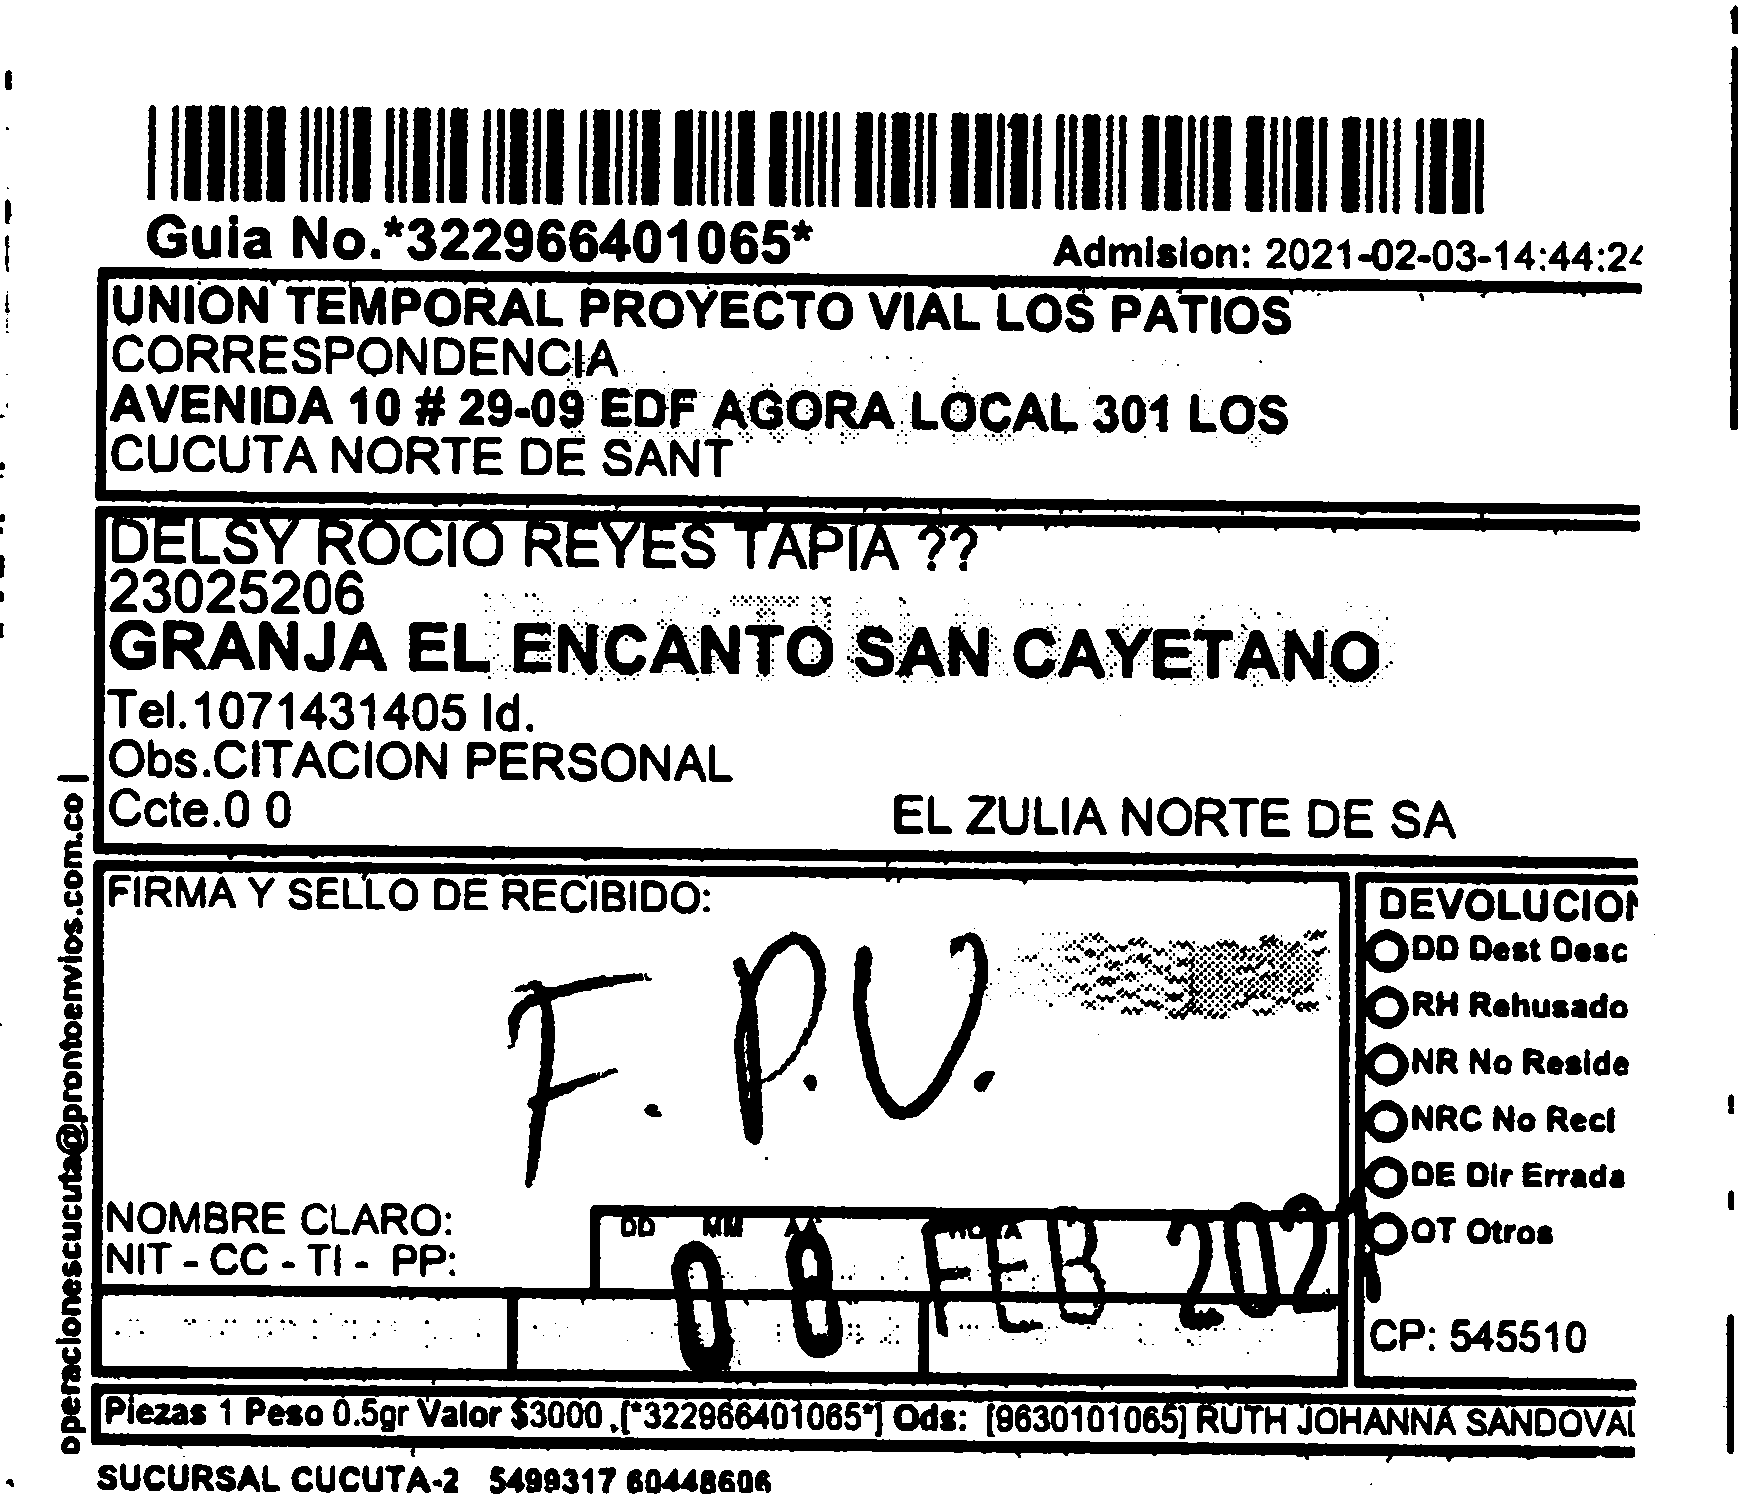 Guia No.*322966401065*
Admision: 2021-02-03-14:44:24
UNION TEMPORAL PROYECTO VIAL LOS PATIOS
CORRESPONDENCIA
AVENIDA 10 # 29-09 EDF AGORA LOCAL 301 LOS
CUCUTA NORTE DE SANT
DELSY ROCIO REYES TAPIA ??
23025206
GRANJA EL ENCANTO SAN CAYETANO
Tel.1071431405 Id.
Obs.CITACION PERSONAL
Ccte.0 0
EL ZULIA NORTE DE SA
FIRMA Y SELLO DE RECIBIDO:
F. P.V.
NOMBRE CLARO:
NIT - CC - TI - PP:
DD MM AA HORA
08 FEB 2021
DEVOLUCION
DD Dest Desc
RH Rehusado
NR No Reside
NRC No Recl
DE Dir Errada
OT Otros
CP: 545510
Piezas 1 Peso 0.5gr Valor $3000 ,[*322966401065*] Ods: [9630101065] RUTH JOHANNA SANDOVAL
SUCURSAL CUCUTA-2 5499317 60448606
operacionescucuta@prontoenvios.com.co |